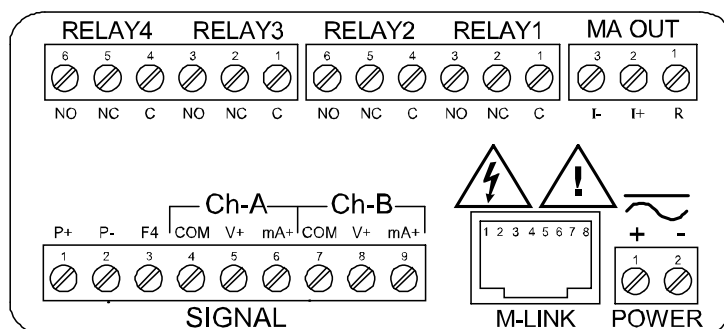 RELAY4 RELAY3 RELAY2 RELAY1 MA OUT
6 5 4 3 2 1 6 5 4 3 2 1 3 2 1
NO NC C NO NC C NO NC C NO NC C I- I+ R
Ch-A Ch-B
P+ P- F4 COM V+ mA+ COM V+ mA+
1 2 3 4 5 6 7 8 9
SIGNAL
1 2 3 4 5 6 7 8
M-LINK
+ -
1 2
POWER